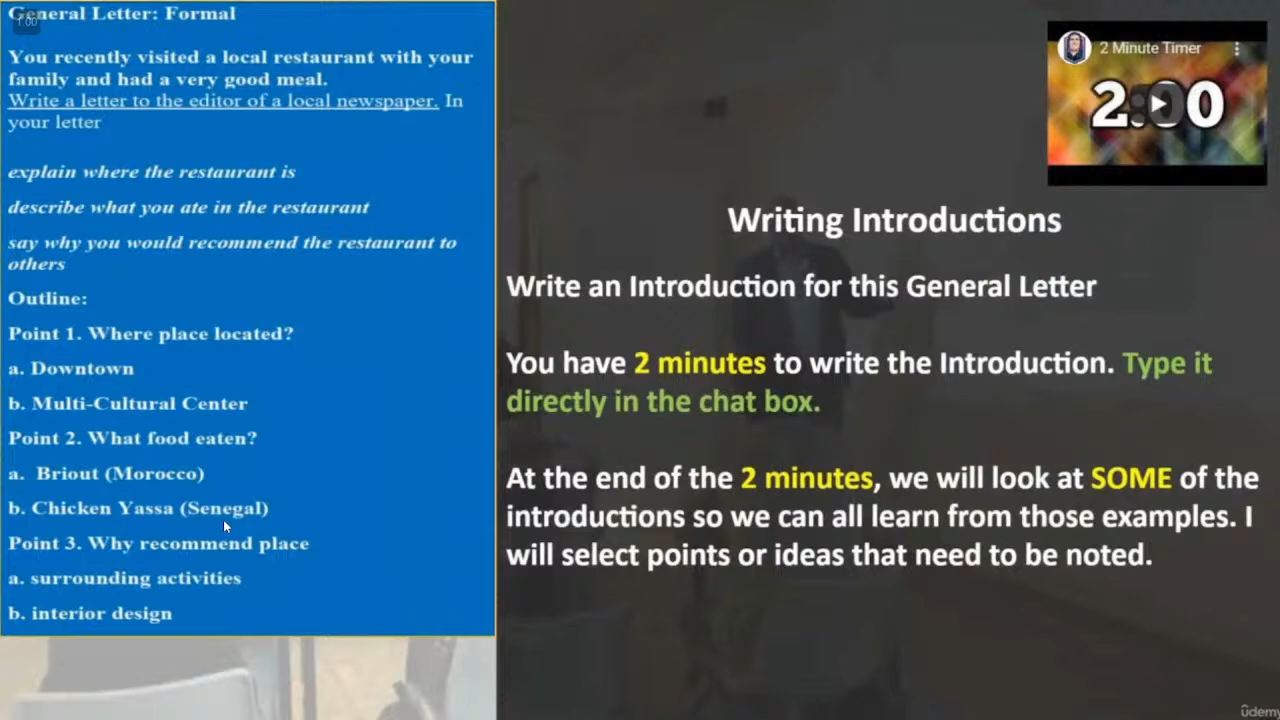 General Letter: Formal
1:00
You recently visited a local restaurant with your
family and had a very good meal.
Write a letter to the editor of a local newspaper. In
your letter
explain where the restaurant is
describe what you ate in the restaurant
say why you would recommend the restaurant to
others
Outline:
Point 1. Where place located?
a. Downtown
b. Multi-Cultural Center
Point 2. What food eaten?
a. Briout (Morocco)
b. Chicken Yassa (Senegal)
Point 3. Why recommend place
a. surrounding activities
b. interior design
2 Minute Timer
2:00
Writing Introductions
Write an Introduction for this General Letter
You have 2 minutes to write the Introduction. Type it
directly in the chat box.
At the end of the 2 minutes, we will look at SOME of the
introductions so we can all learn from those examples. I
will select points or ideas that need to be noted.
udemy